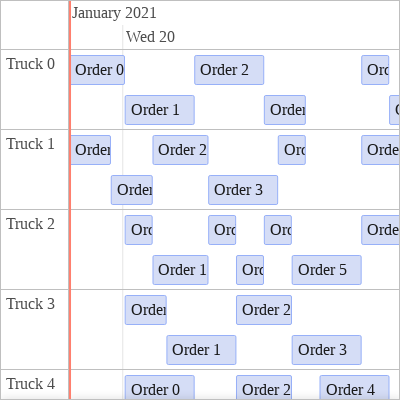 January 2021
Wed 20
Truck 0
Order 0
Order 2
Orc
Order 1
Order
Truck 1
Order
Order 2
Orc
Orde
Order
Order 3
Truck 2
Orc
Orc
Orc
Orde
Order 1
Orc
Order 5
Truck 3
Order
Order 2
Order 1
Order 3
Truck 4
Order 0
Order 2
Order 4